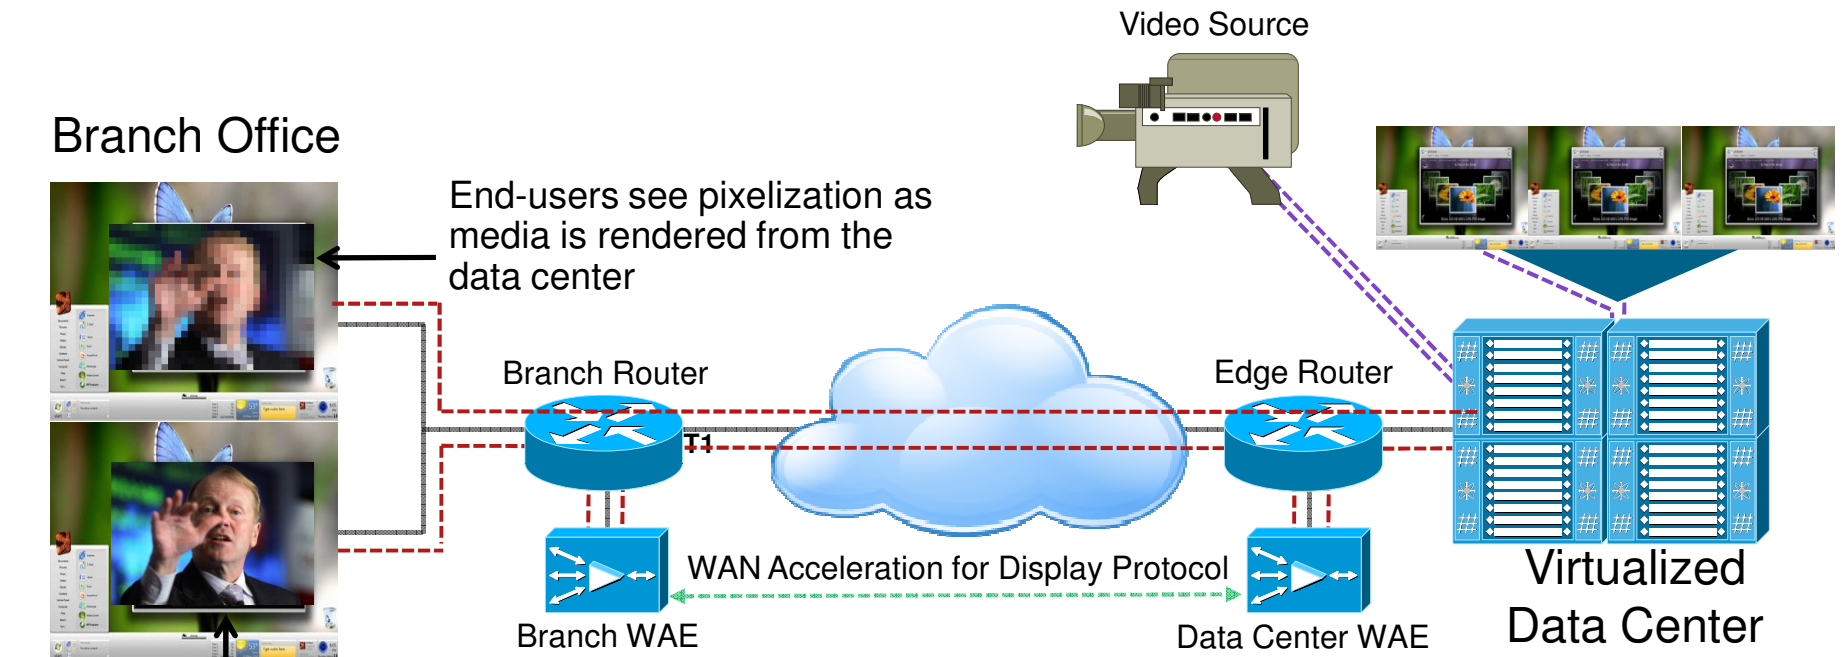 Video Source
Branch Office
End-users see pixelization as
media is rendered from the
data center
Branch Router
Edge Router
T1
WAN Acceleration for Display Protocol
Branch WAE
Data Center WAE
Virtualized
Data Center